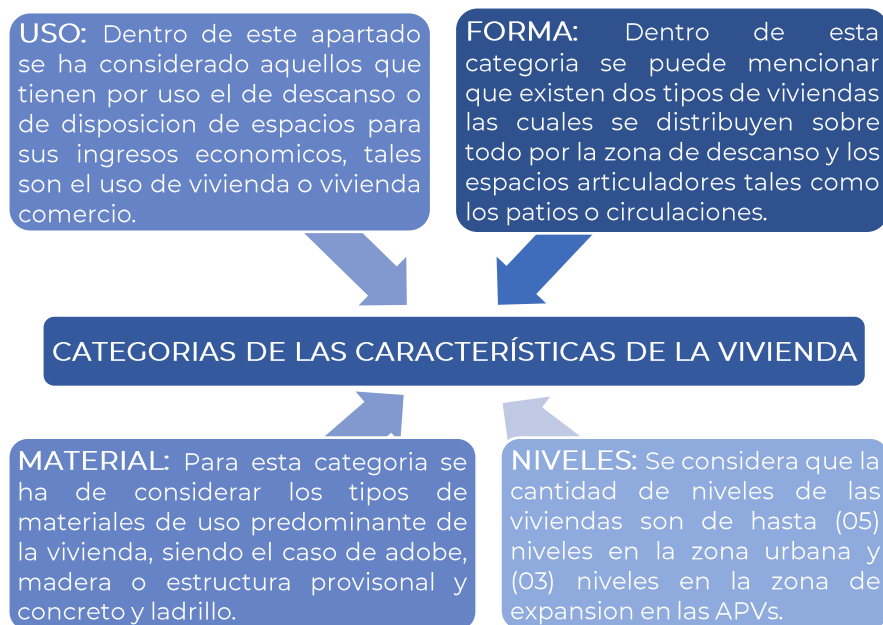 USO: Dentro de este apartado
se ha considerado aquellos que
tienen por uso el de descanso o
de disposicion de espacios para
sus ingresos economicos, tales
son el uso de vivienda o vivienda
comercio.
FORMA: Dentro de esta
categoria se puede mencionar
que existen dos tipos de viviendas
las cuales se distribuyen sobre
todo por la zona de descanso y los
espacios articuladores tales como
los patios o circulaciones.
CATEGORIAS DE LAS CARACTERÍSTICAS DE LA VIVIENDA
MATERIAL: Para esta categoria se
ha de considerar los tipos de
materiales de uso predominante de
la vivienda, siendo el caso de adobe,
madera o estructura provisonal y
concreto y ladrillo.
NIVELES: Se considera que la
cantidad de niveles de las
viviendas son de hasta (05)
niveles en la zona urbana y
(03) niveles en la zona de
expansion en las APVs.